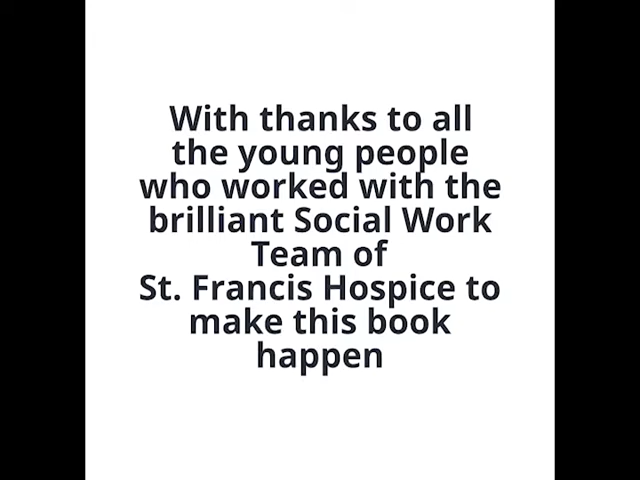 With thanks to all
the young people
who worked with the
brilliant Social Work
Team of
St. Francis Hospice to
make this book
happen